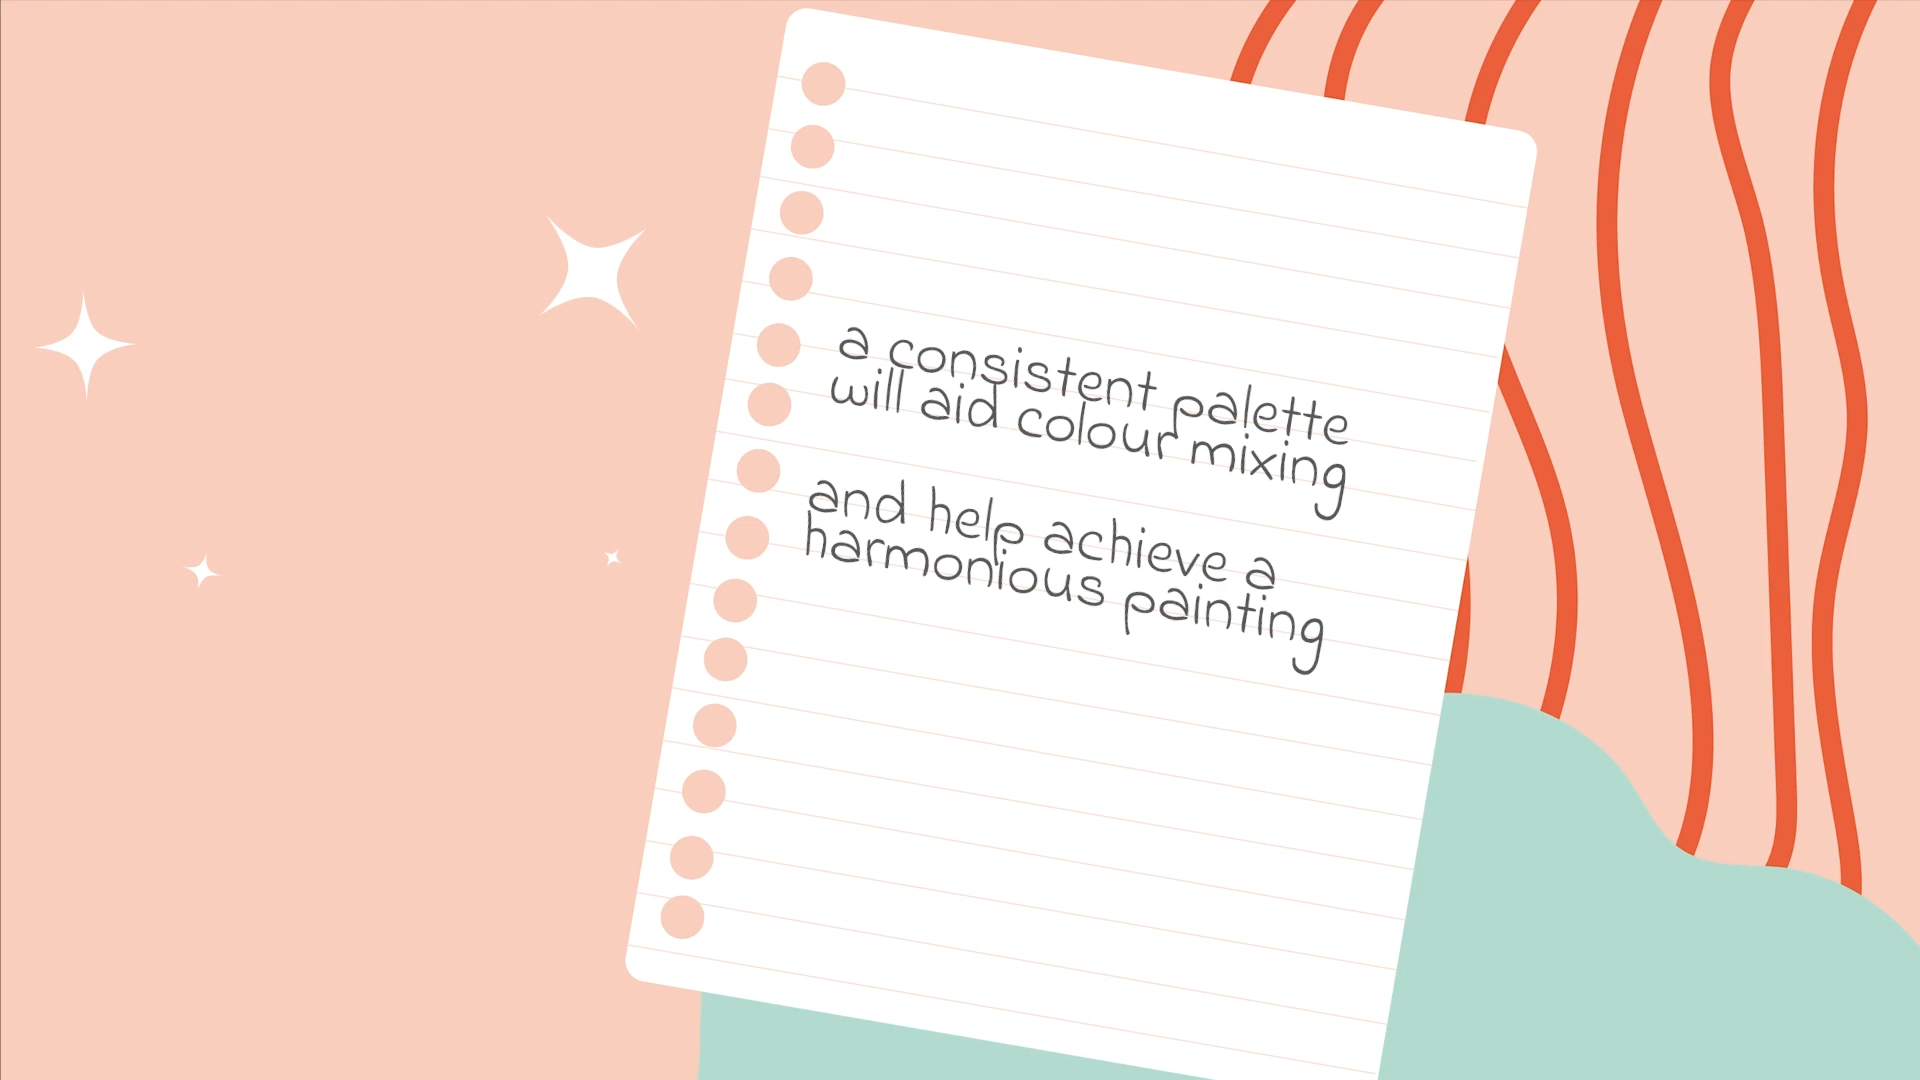 a consistent palette
will aid colour mixing
and help achieve a
harmonious painting